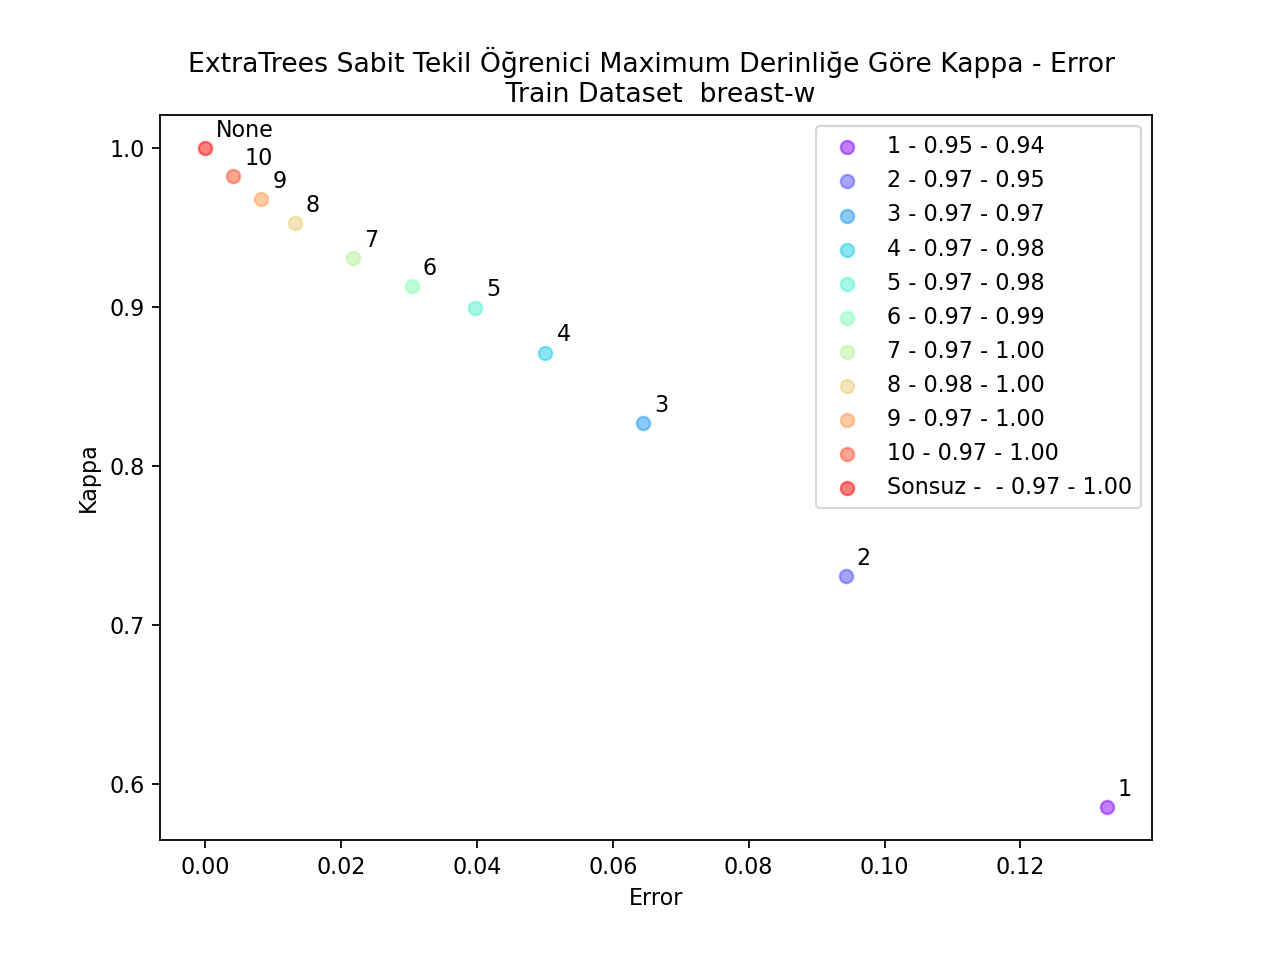 ExtraTrees Sabit Tekil Öğrenici Maximum Derinliğe Göre Kappa - Error
Train Dataset  breast-w
None
10
9
8
7
6
5
4
3
2
1
1 - 0.95 - 0.94
2 - 0.97 - 0.95
3 - 0.97 - 0.97
4 - 0.97 - 0.98
5 - 0.97 - 0.98
6 - 0.97 - 0.99
7 - 0.97 - 1.00
8 - 0.98 - 1.00
9 - 0.97 - 1.00
10 - 0.97 - 1.00
Sonsuz -  - 0.97 - 1.00
Kappa
1.0
0.9
0.8
0.7
0.6
0.00
0.02
0.04
0.06
0.08
0.10
0.12
Error